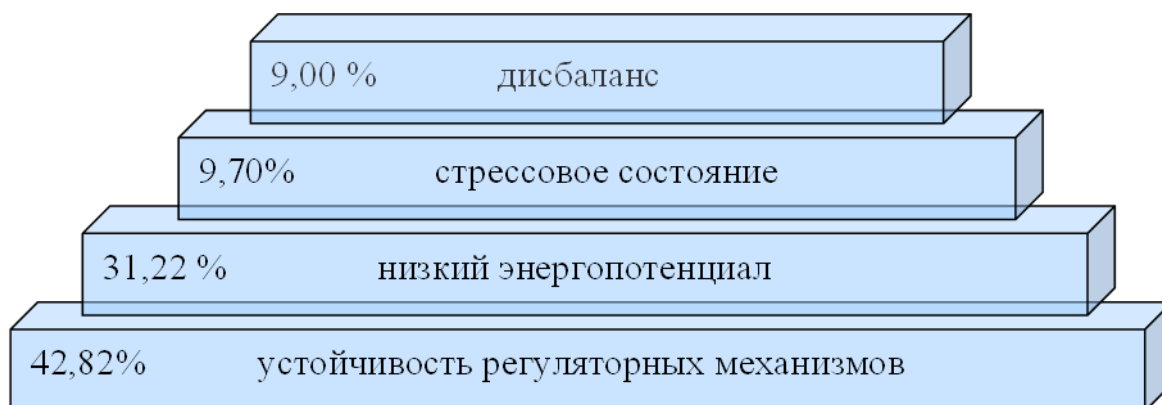 9,00 % дисбаланс
9,70% стрессовое состояние
31,22 % низкий энергопотенциал
42,82% устойчивость регуляторных механизмов